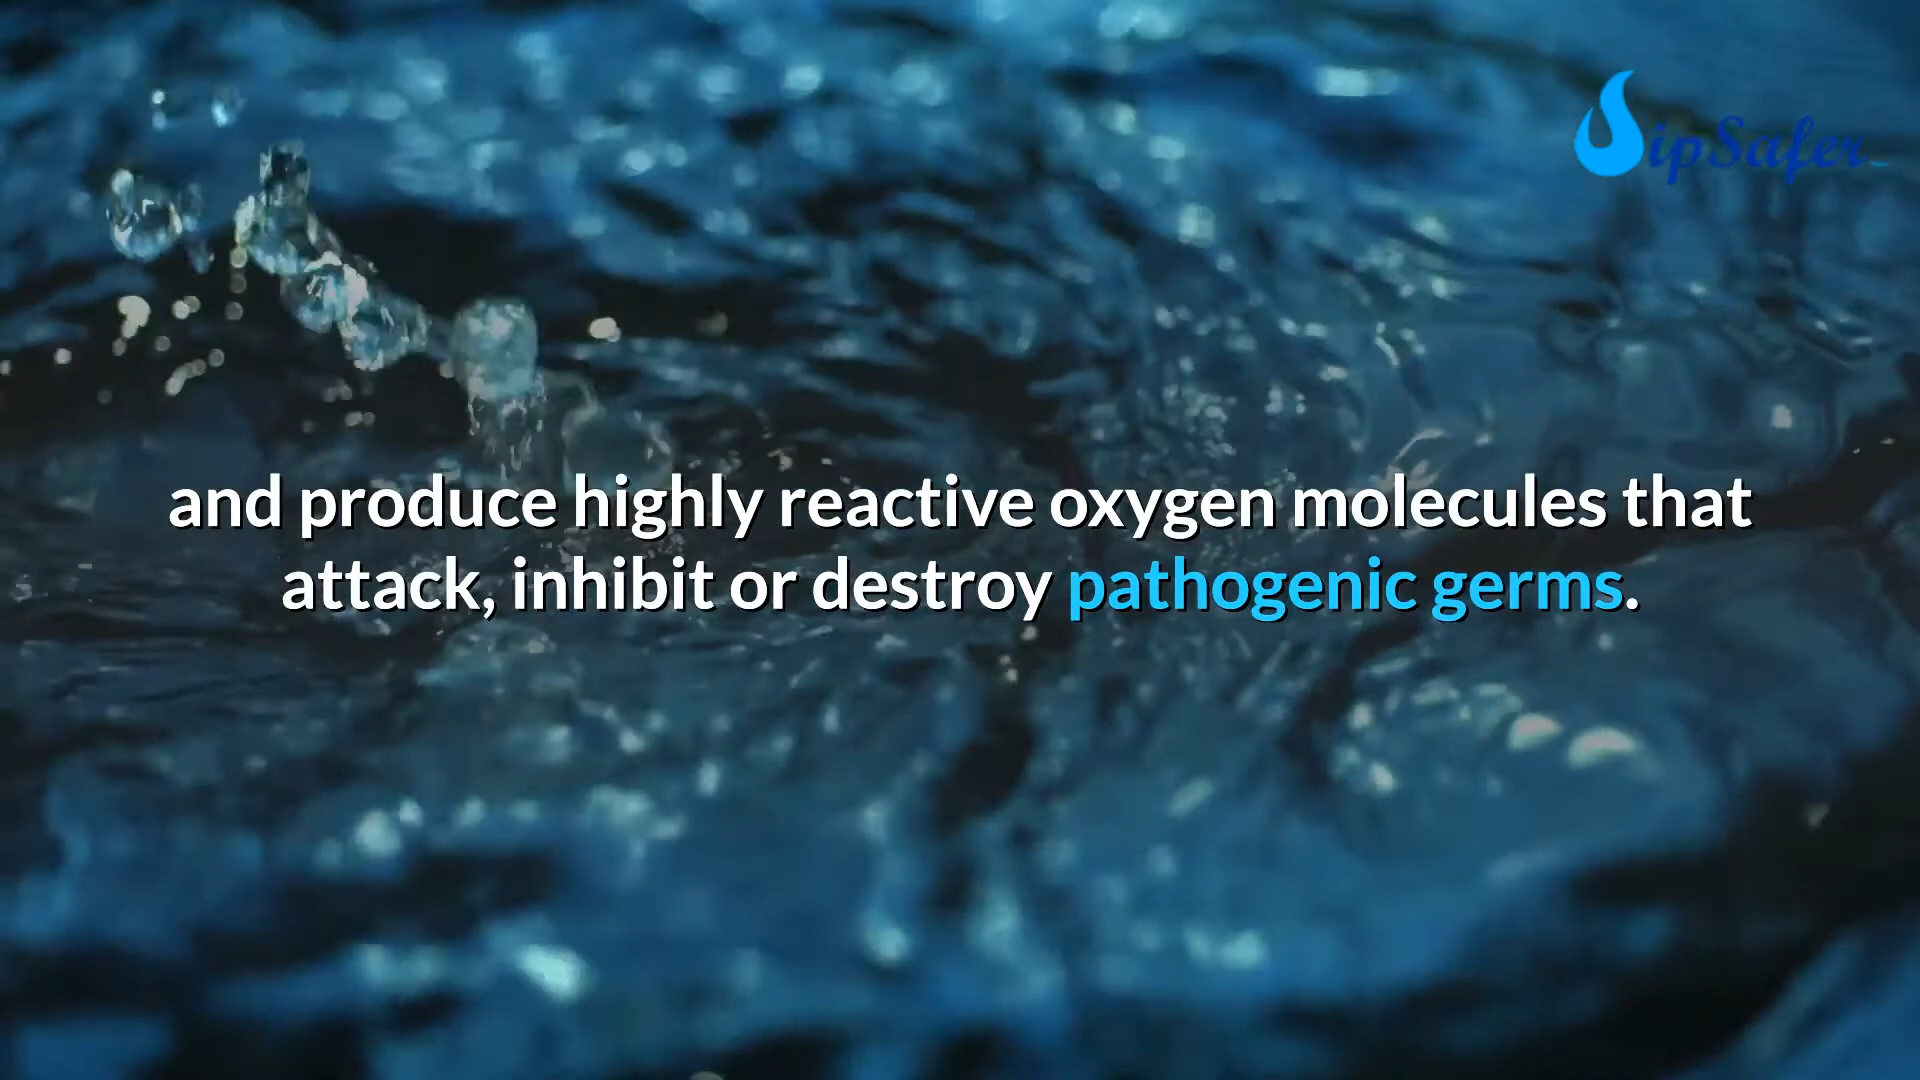 SipSafer
and produce highly reactive oxygen molecules that
attack, inhibit or destroy pathogenic germs.